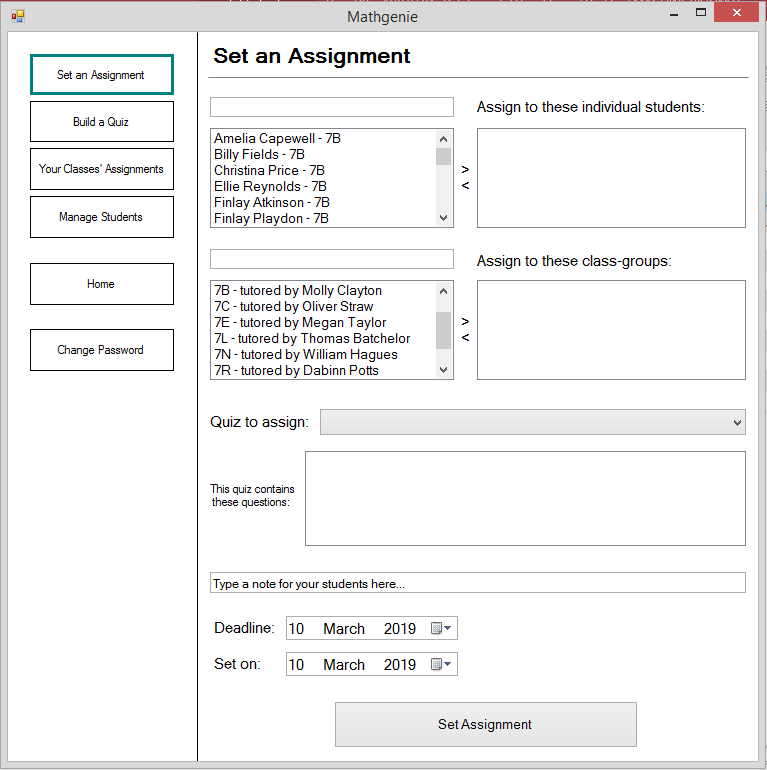 Mathgenie
Set an Assignment
Build a Quiz
Your Classes' Assignments
Manage Students
Home
Change Password
Set an Assignment
Assign to these individual students:
Amelia Capewell - 7B
Billy Fields - 7B
Christina Price - 7B
Ellie Reynolds - 7B
Finlay Atkinson - 7B
Finlay Playdon - 7B
>
<
Assign to these class-groups:
7B - tutored by Molly Clayton
7C - tutored by Oliver Straw
7E - tutored by Megan Taylor
7L - tutored by Thomas Batchelor
7N - tutored by William Hagues
7R - tutored by Dabinn Potts
>
<
Quiz to assign:
This quiz contains
these questions:
Type a note for your students here...
Deadline: 10 March 2019
Set on: 10 March 2019
Set Assignment